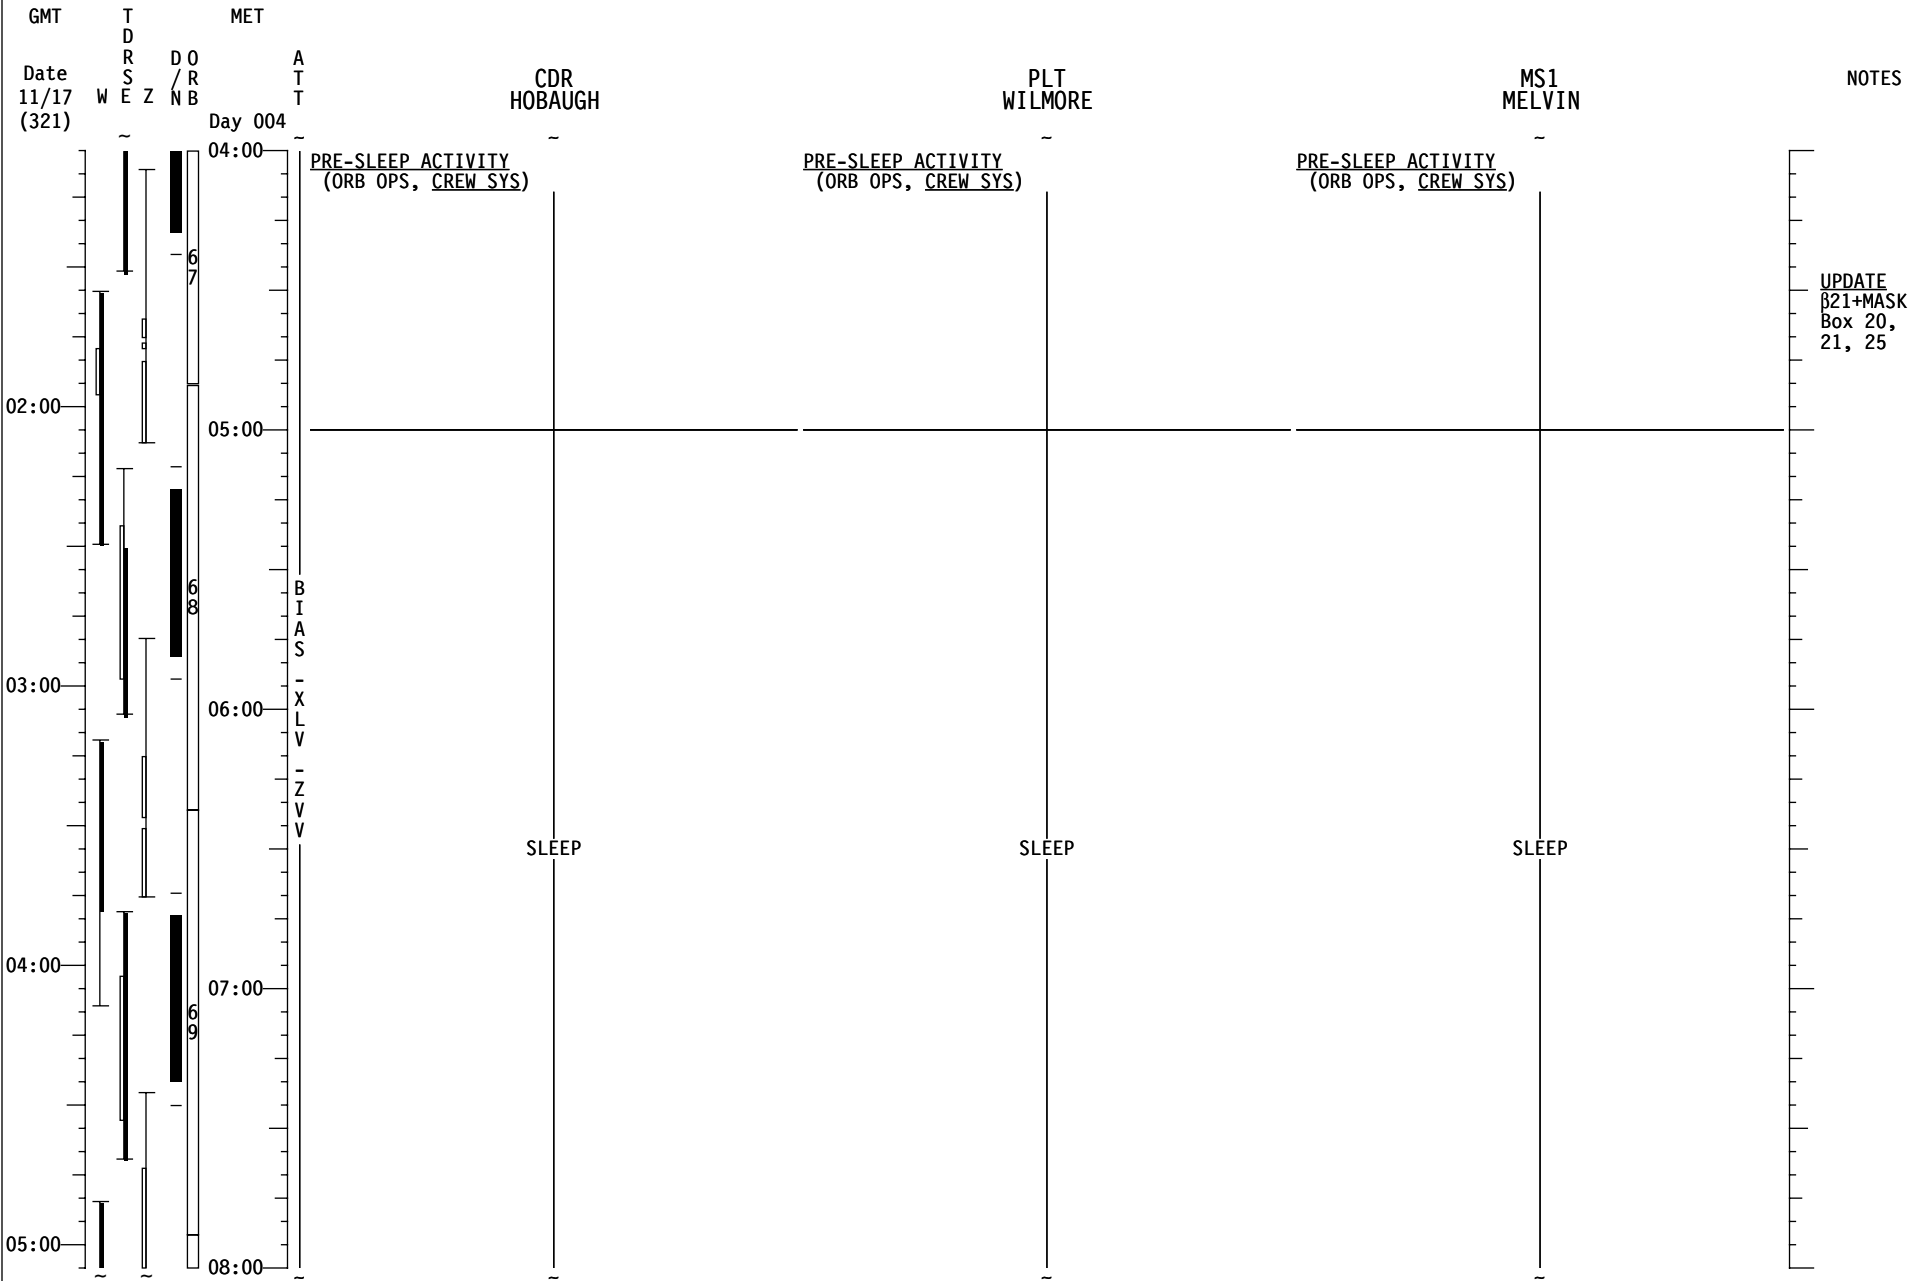 GMT
TDRS
MET
Date
11/17
(321)
W E Z
D/N
ORB
ATT
Day 004
CDR
HOBAUGH
PLT
WILMORE
MS1
MELVIN
NOTES
~
~
~
~
~
04:00
PRE-SLEEP ACTIVITY
(ORB OPS, CREW SYS)
PRE-SLEEP ACTIVITY
(ORB OPS, CREW SYS)
PRE-SLEEP ACTIVITY
(ORB OPS, CREW SYS)
67
UPDATE
β21+MASK
Box 20,
21, 25
02:00
05:00
68
BIAS -XLV -ZVV
03:00
06:00
SLEEP
SLEEP
SLEEP
04:00
07:00
69
05:00
08:00
~
~
~
~
~
~